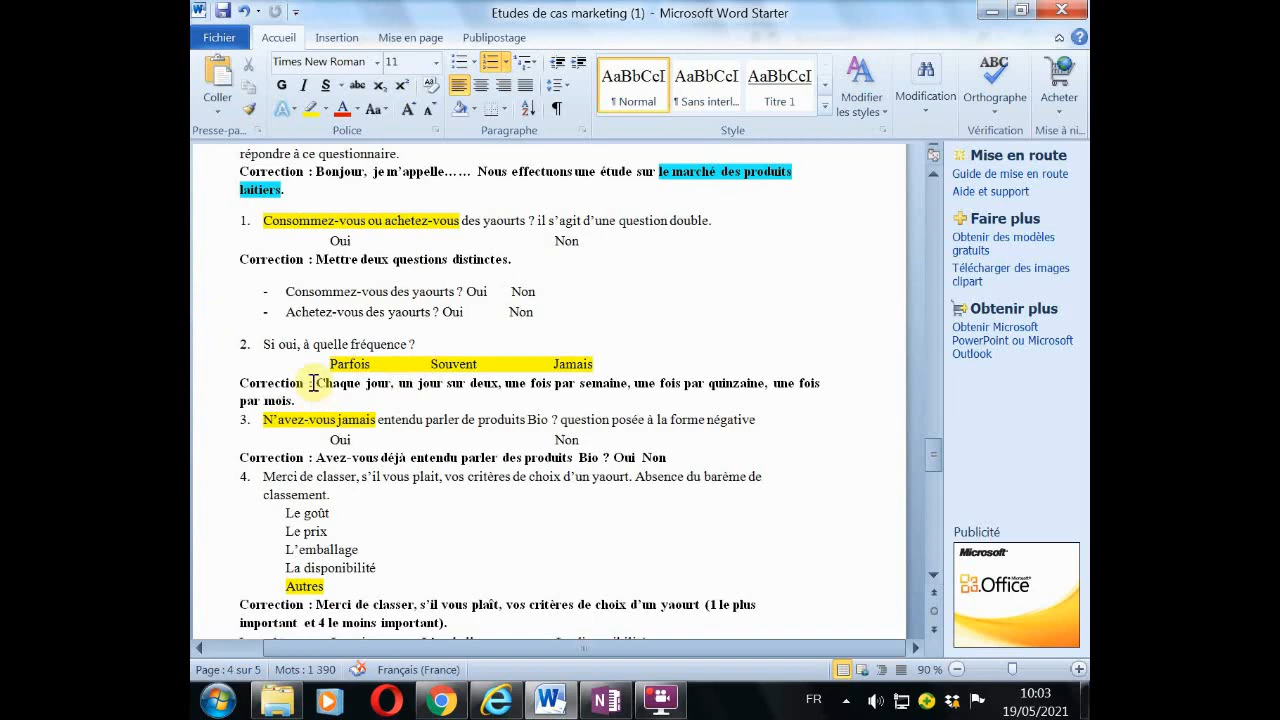 Etudes de cas marketing (1) - Microsoft Word Starter
Fichier Accueil Insertion Mise en page Publipostage
Coller
Times New Roman 11
G I S abc x₂ x²
A A Aa A A
AaBbCcI AaBbCcI AaBbCcI
¶ Normal ¶ Sans interl... Titre 1
Modifier les styles
Modification
ABC
Orthographe
Acheter
Presse-pa... Police Paragraphe Style Vérification Mise à ni...
répondre à ce questionnaire.
Correction : Bonjour, je m'appelle…… Nous effectuons une étude sur le marché des produits
laitiers.
1. Consommez-vous ou achetez-vous des yaourts ? il s'agit d'une question double.
Oui Non
Correction : Mettre deux questions distinctes.
- Consommez-vous des yaourts ? Oui Non
- Achetez-vous des yaourts ? Oui Non
2. Si oui, à quelle fréquence ?
Parfois Souvent Jamais
Correction : Chaque jour, un jour sur deux, une fois par semaine, une fois par quinzaine, une fois
par mois.
3. N'avez-vous jamais entendu parler de produits Bio ? question posée à la forme négative
Oui Non
Correction : Avez-vous déjà entendu parler des produits Bio ? Oui Non
4. Merci de classer, s'il vous plait, vos critères de choix d'un yaourt. Absence du barème de
classement.
Le goût
Le prix
L'emballage
La disponibilité
Autres
Correction : Merci de classer, s'il vous plaît, vos critères de choix d'un yaourt (1 le plus
important et 4 le moins important).
Mise en route
Guide de mise en route
Aide et support
Faire plus
Obtenir des modèles
gratuits
Télécharger des images
clipart
Obtenir plus
Obtenir Microsoft
PowerPoint ou Microsoft
Outlook
Publicité
Microsoft
Office
Page : 4 sur 5 Mots : 1 390 Français (France) 90 %
FR 10:03
19/05/2021